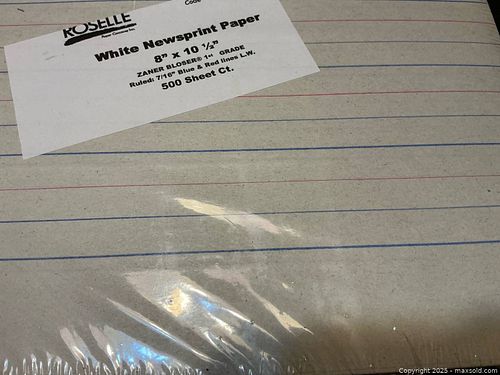 Code
ROSELLE
Paper Company Inc.
White Newsprint Paper
8" x 10 ½"
ZANER BLOSER® 1st GRADE
Ruled: 7/16" Blue & Red lines L.W.
500 Sheet Ct.
Copyright 2025 - maxsold.com